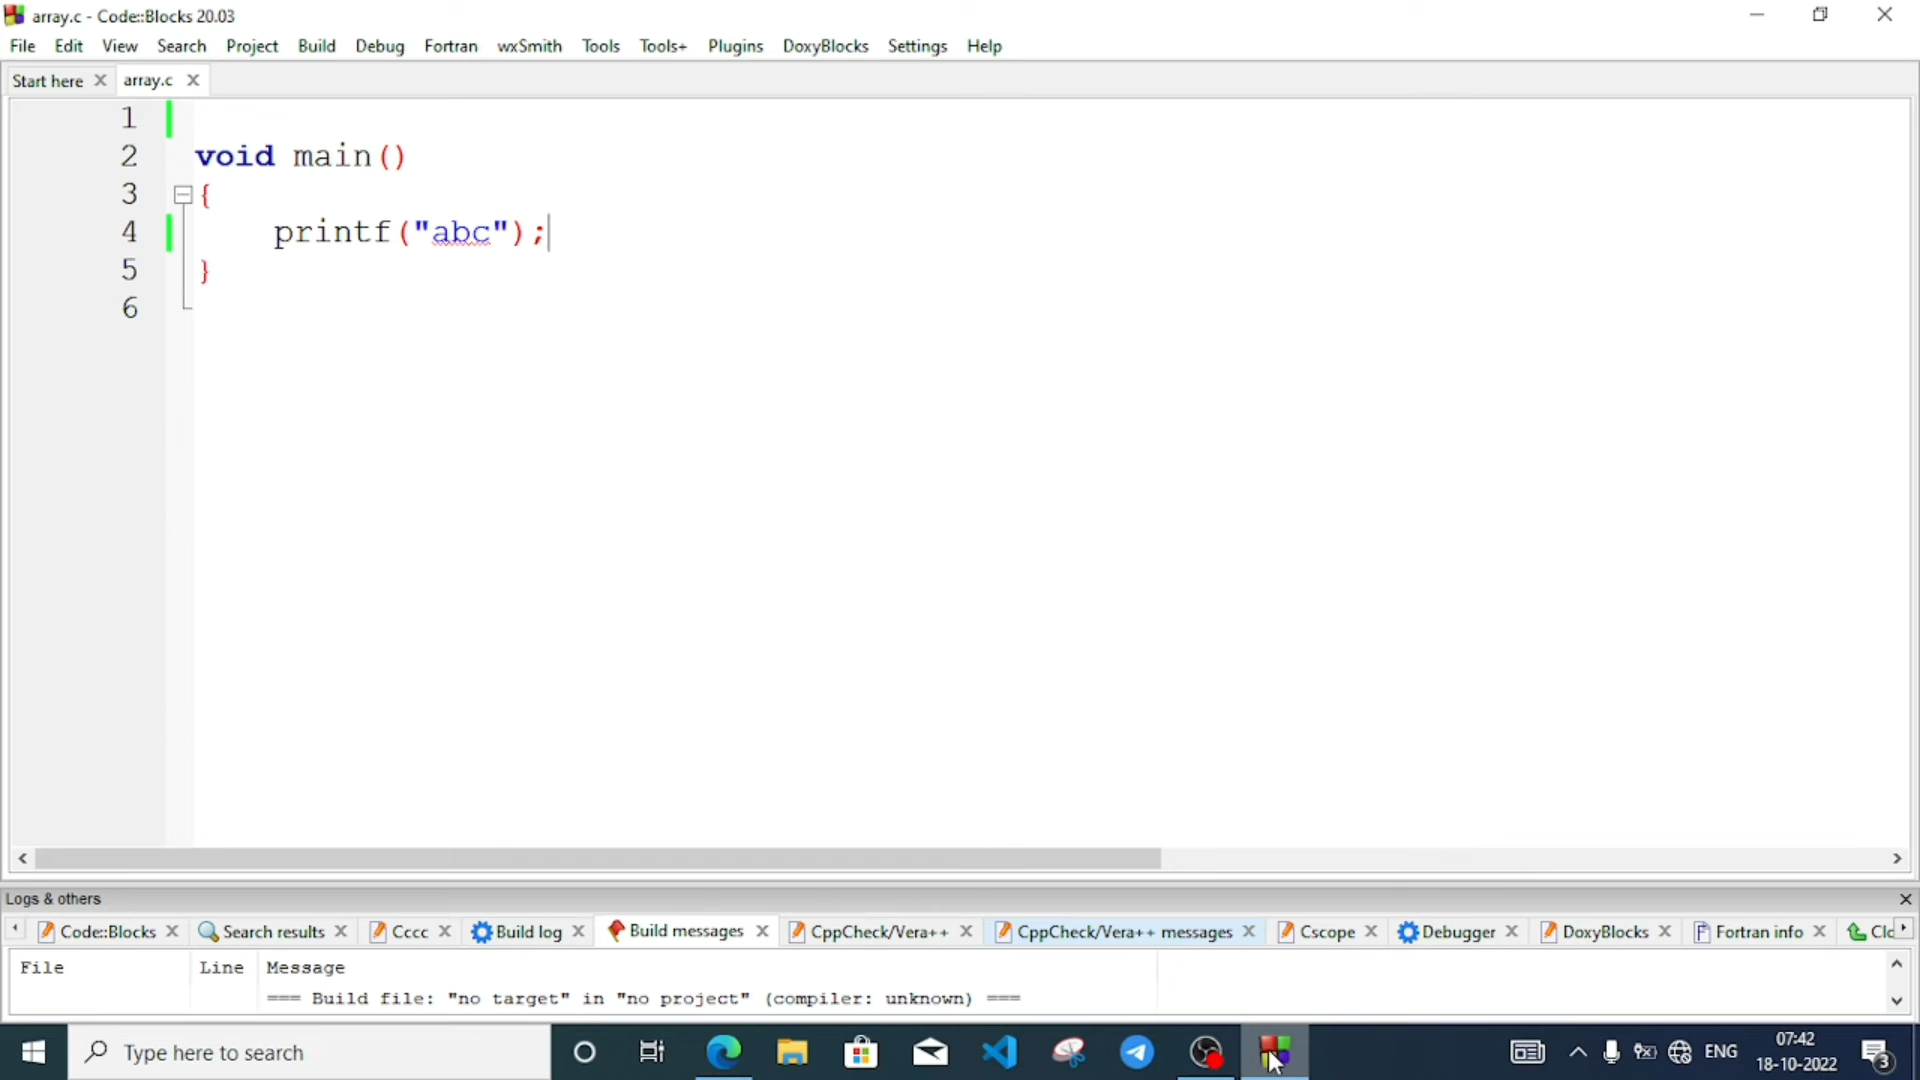 array.c - Code::Blocks 20.03
File Edit View Search Project Build Debug Fortran wxSmith Tools Tools+ Plugins DoxyBlocks Settings Help
Start here array.c
1
2 void main()
3 {
4 printf("abc");
5 }
6
Logs & others
Code::Blocks Search results Cccc Build log Build messages CppCheck/Vera++ CppCheck/Vera++ messages Cscope Debugger DoxyBlocks Fortran info Clc
File Line Message
=== Build file: "no target" in "no project" (compiler: unknown) ===
Type here to search ENG 07:42
18-10-2022 3